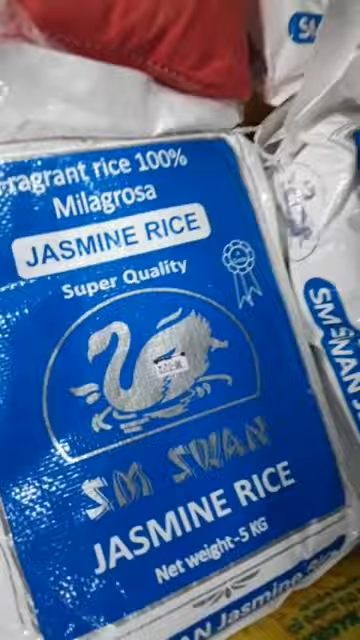 ragrant rice 100%
Milagrosa
JASMINE RICE
Super Quality
SM SWAN
JASMINE RICE
Net weight-5 KG
AN Jasmine Rice
SM SWAN